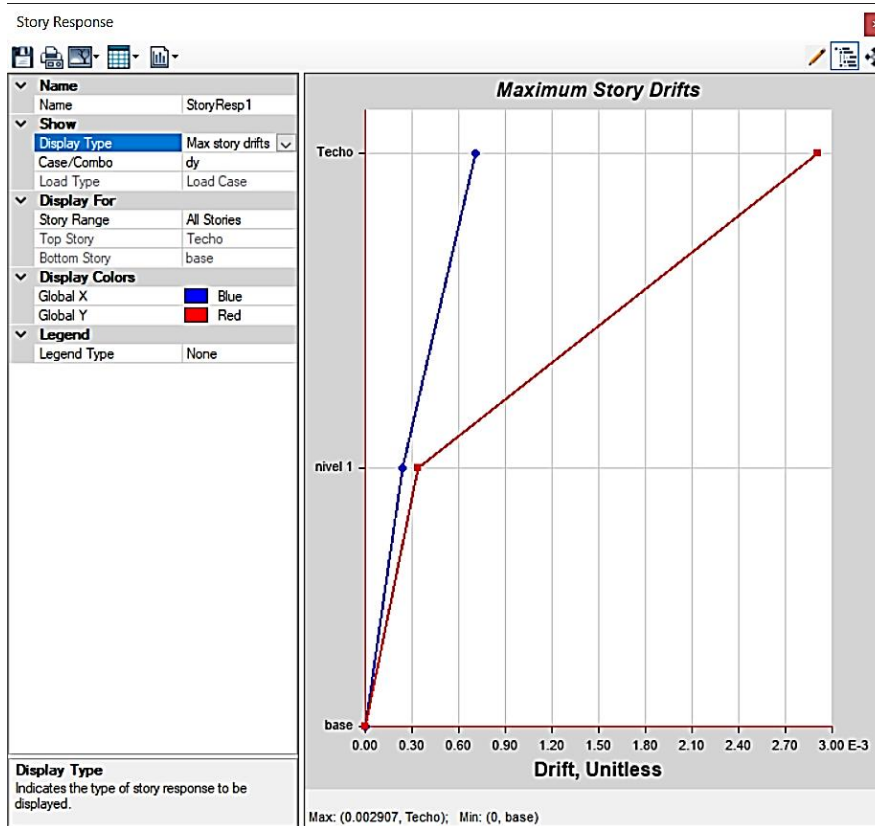 Story Response
Name
Name StoryResp1
Show
Display Type Max story drifts
Case/Combo dy
Load Type Load Case
Display For
Story Range All Stories
Top Story Techo
Bottom Story base
Display Colors
Global X Blue
Global Y Red
Legend
Legend Type None
Display Type
Indicates the type of story response to be
displayed.
Maximum Story Drifts
Techo
nivel 1
base
0.00 0.30 0.60 0.90 1.20 1.50 1.80 2.10 2.40 2.70 3.00 E-3
Drift, Unitless
Max: (0.002907, Techo); Min: (0, base)